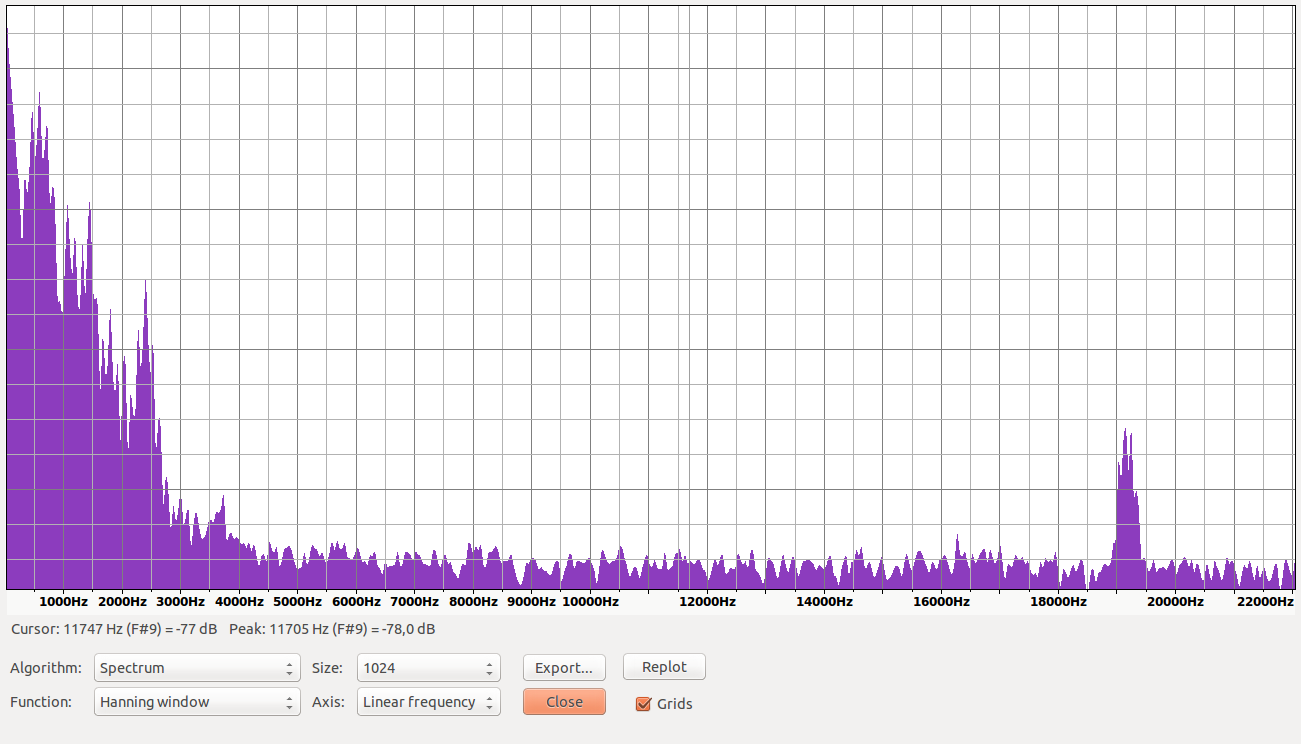 1000Hz 2000Hz 3000Hz 4000Hz 5000Hz 6000Hz 7000Hz 8000Hz 9000Hz 10000Hz 12000Hz 14000Hz 16000Hz 18000Hz 20000Hz 22000Hz
Cursor: 11747 Hz (F#9) = -77 dB Peak: 11705 Hz (F#9) = -78,0 dB
Algorithm: Spectrum Size: 1024 Export... Replot
Function: Hanning window Axis: Linear frequency Close Grids